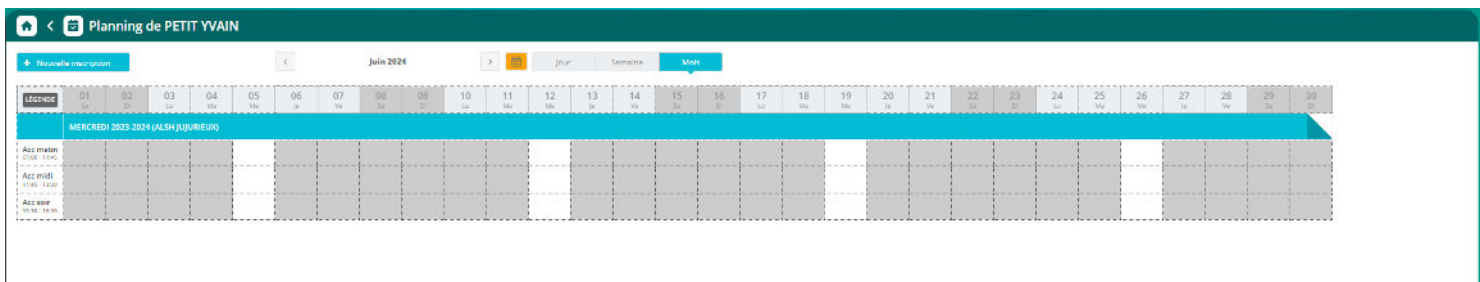 Planning de PETIT YVAIN
+ Nouvelle inscription < Juin 2024 > Jour Semaine Mois
LÉGENDE 01 02 03 04 05 06 07 08 09 10 11 12 13 14 15 16 17 18 19 20 21 22 23 24 25 26 27 28 29 30
Sa Di Lu Ma Me Je Ve Sa Di Lu Ma Me Je Ve Sa Di Lu Ma Me Je Ve Sa Di Lu Ma Me Je Ve Sa Di
MERCREDI 2023-2024 (ALSH JUJURIEUX)
Acc matin
Acc midi
Acc soir